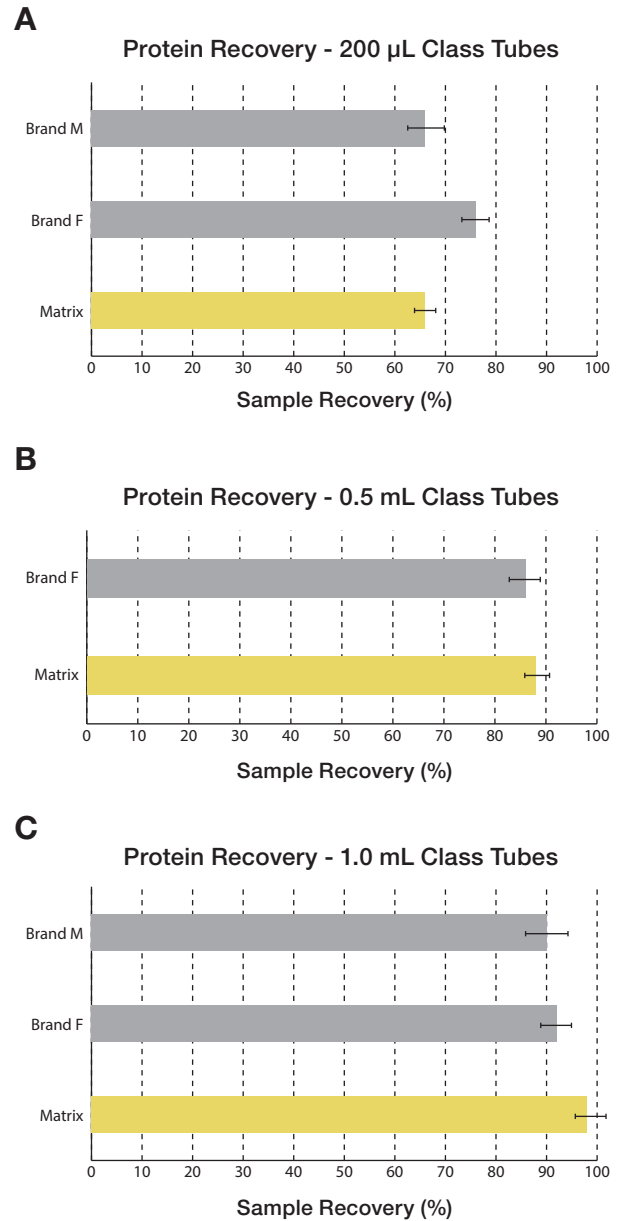 A
Protein Recovery - 200 µL Class Tubes
Brand M
Brand F
Matrix
0 10 20 30 40 50 60 70 80 90 100
Sample Recovery (%)
B
Protein Recovery - 0.5 mL Class Tubes
Brand F
Matrix
0 10 20 30 40 50 60 70 80 90 100
Sample Recovery (%)
C
Protein Recovery - 1.0 mL Class Tubes
Brand M
Brand F
Matrix
0 10 20 30 40 50 60 70 80 90 100
Sample Recovery (%)